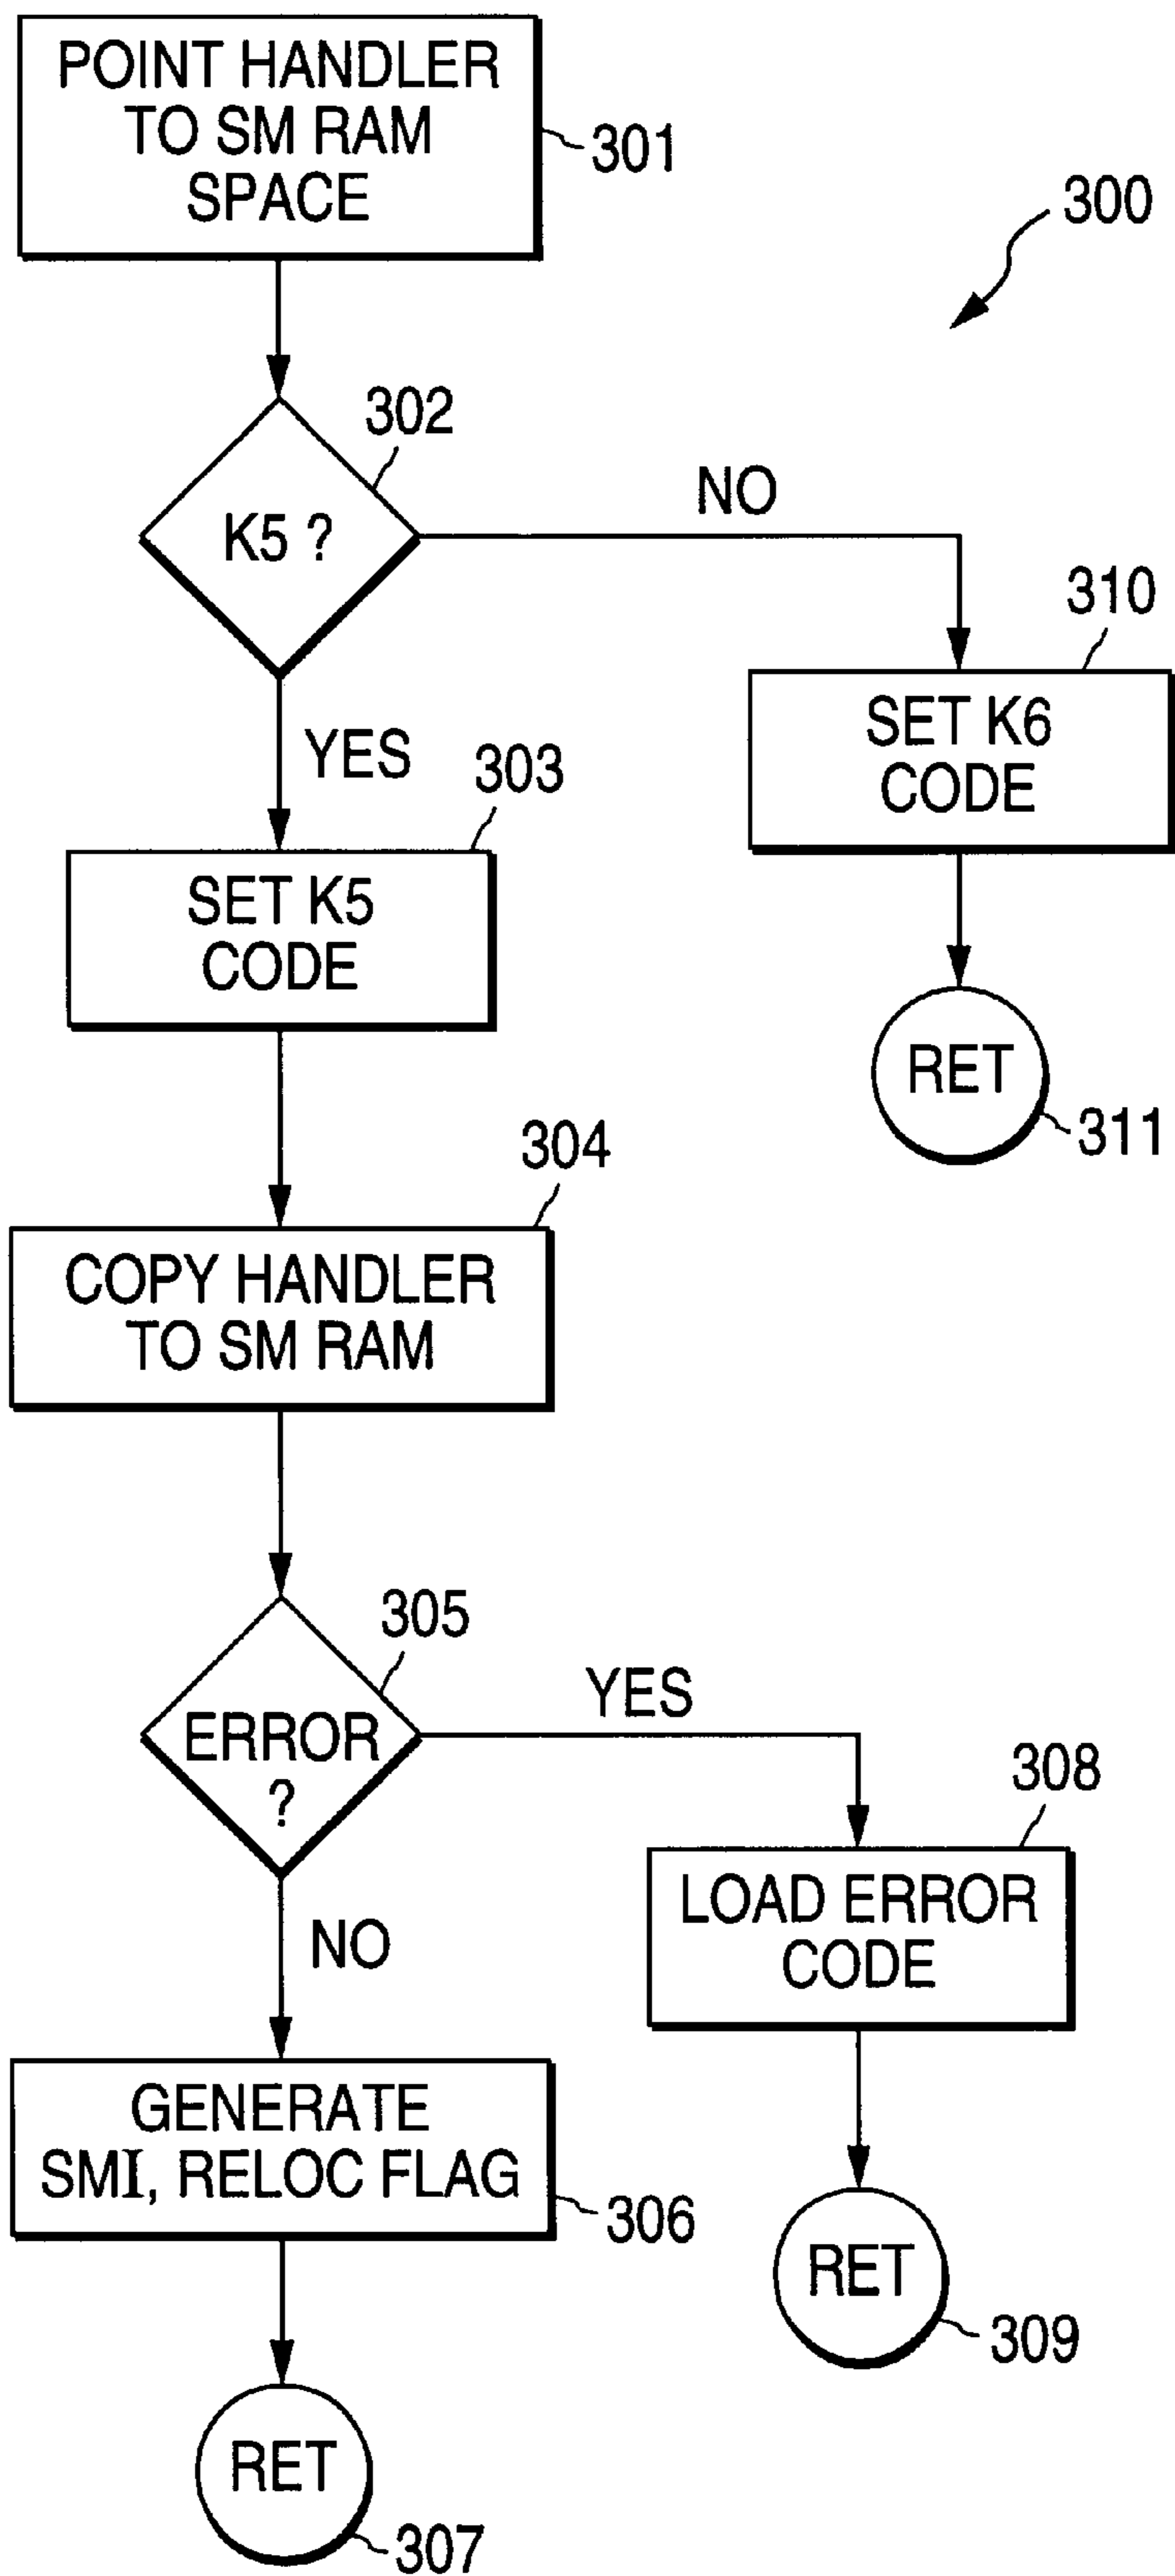 POINT HANDLER
TO SM RAM
SPACE
301
300
302
K5 ?
NO
YES
310
SET K6
CODE
RET
311
303
SET K5
CODE
304
COPY HANDLER
TO SM RAM
305
ERROR
?
YES
NO
308
LOAD ERROR
CODE
RET
309
GENERATE
SMI, RELOC FLAG
306
RET
307